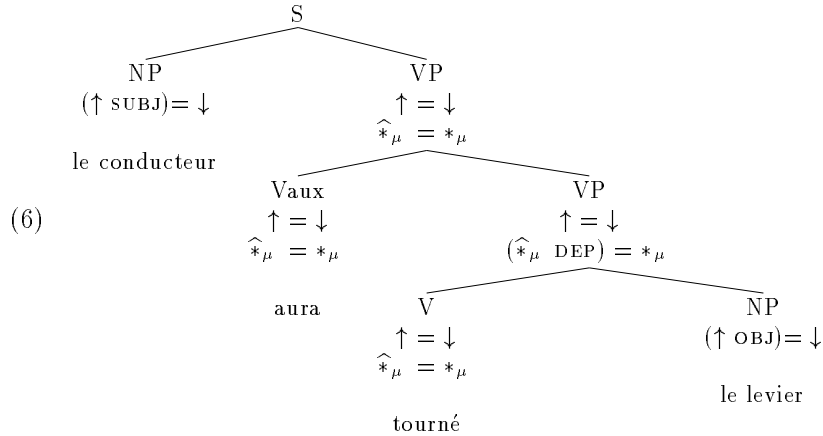 S
NP VP
(↑ SUBJ)= ↓ ↑ = ↓
*̂μ = *μ
le conducteur
Vaux VP
(6) ↑ = ↓ ↑ = ↓
*̂μ = *μ (*̂μ DEP) = *μ
aura V NP
↑ = ↓ (↑ OBJ)= ↓
*̂μ = *μ
le levier
tourné